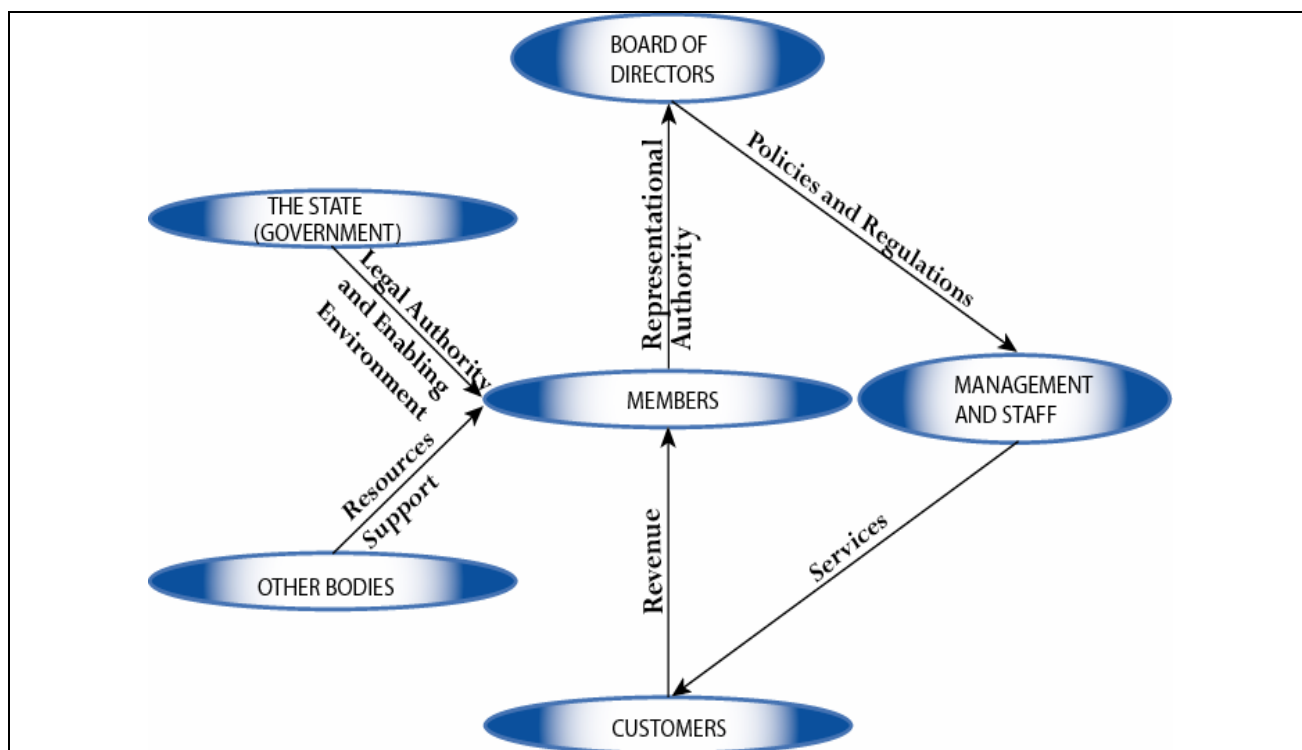 BOARD OF
DIRECTORS
Policies and Regulations
Representational
Authority
THE STATE
(GOVERNMENT)
Legal Authority
and Enabling
Environment
MEMBERS
MANAGEMENT
AND STAFF
Resources
Support
Revenue
Services
OTHER BODIES
CUSTOMERS